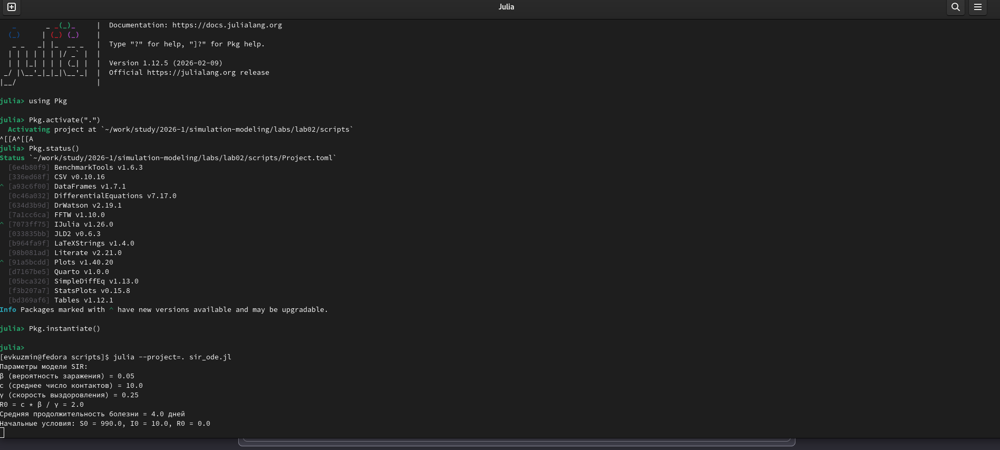 Julia
   _       _ _(_)_     |  Documentation: https://docs.julialang.org
  (_)     | (_) (_)    |
   _ _   _| |_  __ _   |  Type "?" for help, "]?" for Pkg help.
  | | | | | | |/ _` |  |
  | | |_| | | | (_| |  |  Version 1.12.5 (2026-02-09)
 _/ |\__'_|_|_|\__'_|  |  Official https://julialang.org release
|__/                   |
julia> using Pkg
julia> Pkg.activate(".")
  Activating project at `~/work/study/2026-1/simulation-modeling/labs/lab02/scripts`
^[[A^[[A
julia> Pkg.status()
Status `~/work/study/2026-1/simulation-modeling/labs/lab02/scripts/Project.toml`
  [6e4b80f9] BenchmarkTools v1.6.3
  [336ed68f] CSV v0.10.16
^ [a93c6f00] DataFrames v1.7.1
  [0c46a032] DifferentialEquations v7.17.0
  [634d3b9d] DrWatson v2.19.1
  [7a1cc6ca] FFTW v1.10.0
^ [7073ff75] IJulia v1.26.0
  [033835bb] JLD2 v0.6.3
  [b964fa9f] LaTeXStrings v1.4.0
  [98b081ad] Literate v2.21.0
^ [91a5bcdd] Plots v1.40.20
  [d7167be5] Quarto v1.0.0
  [05bca326] SimpleDiffEq v1.13.0
  [f3b207a7] StatsPlots v0.15.8
  [bd369af6] Tables v1.12.1
Info Packages marked with ^ have new versions available and may be upgradable.
julia> Pkg.instantiate()
julia>
[evkuzmin@fedora scripts]$ julia --project=. sir_ode.jl
Параметры модели SIR:
β (вероятность заражения) = 0.05
c (среднее число контактов) = 10.0
γ (скорость выздоровления) = 0.25
R0 = c * β / γ = 2.0
Средняя продолжительность болезни = 4.0 дней
Начальные условия: S0 = 990.0, I0 = 10.0, R0 = 0.0